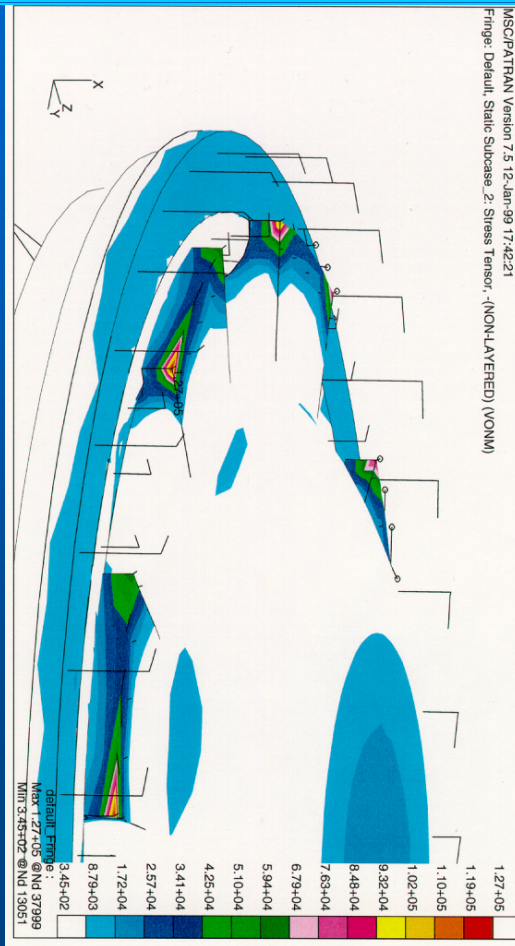 MSC/PATRAN Version 7.5 12-Jan-99 17:42:21
Fringe: Default, Static Subcase_2: Stress Tensor, -(NON-LAYERED) (VONM)
X
Z
Y
1.27+05
1.27+05
1.19+05
1.10+05
1.02+05
9.32+04
8.48+04
7.63+04
6.79+04
5.94+04
5.10+04
4.25+04
3.41+04
2.57+04
1.72+04
8.79+03
3.45+02
default_Fringe :
Max 1.27+05 @Nd 37999
Min 3.45+02 @Nd 13051